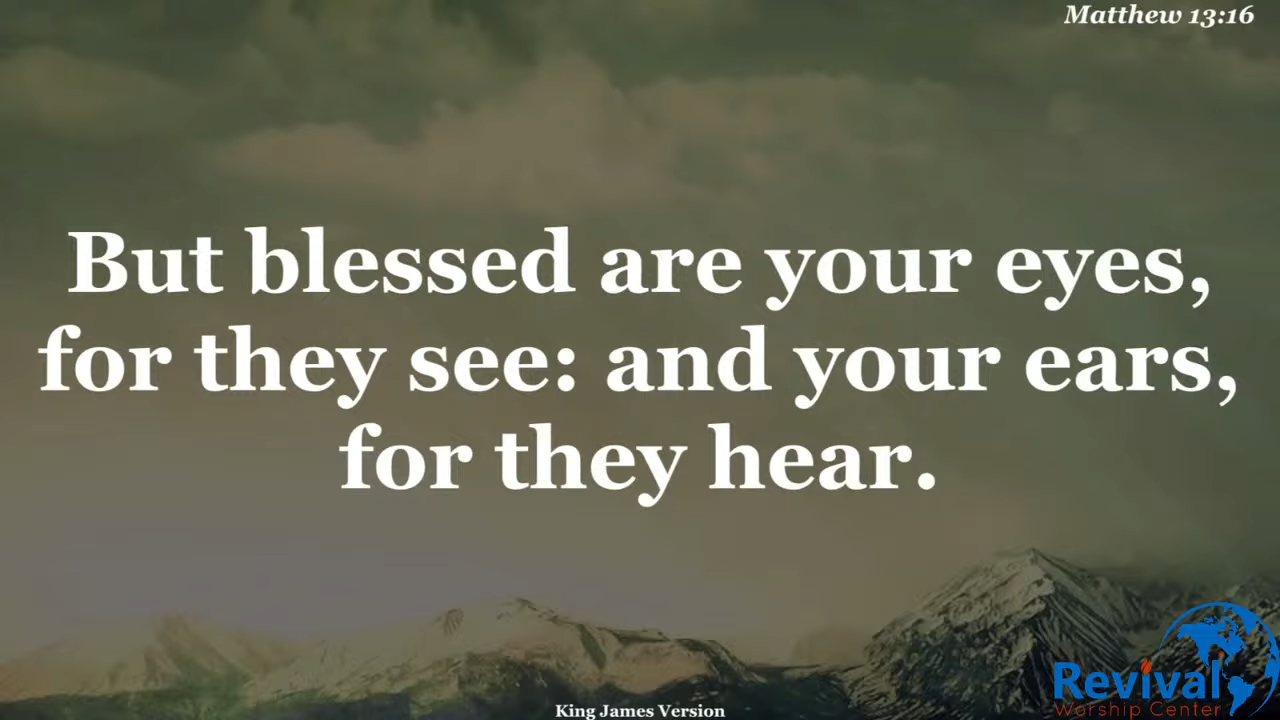 Matthew 13:16
But blessed are your eyes,
for they see: and your ears,
for they hear.
Revival
Worship Center
King James Version